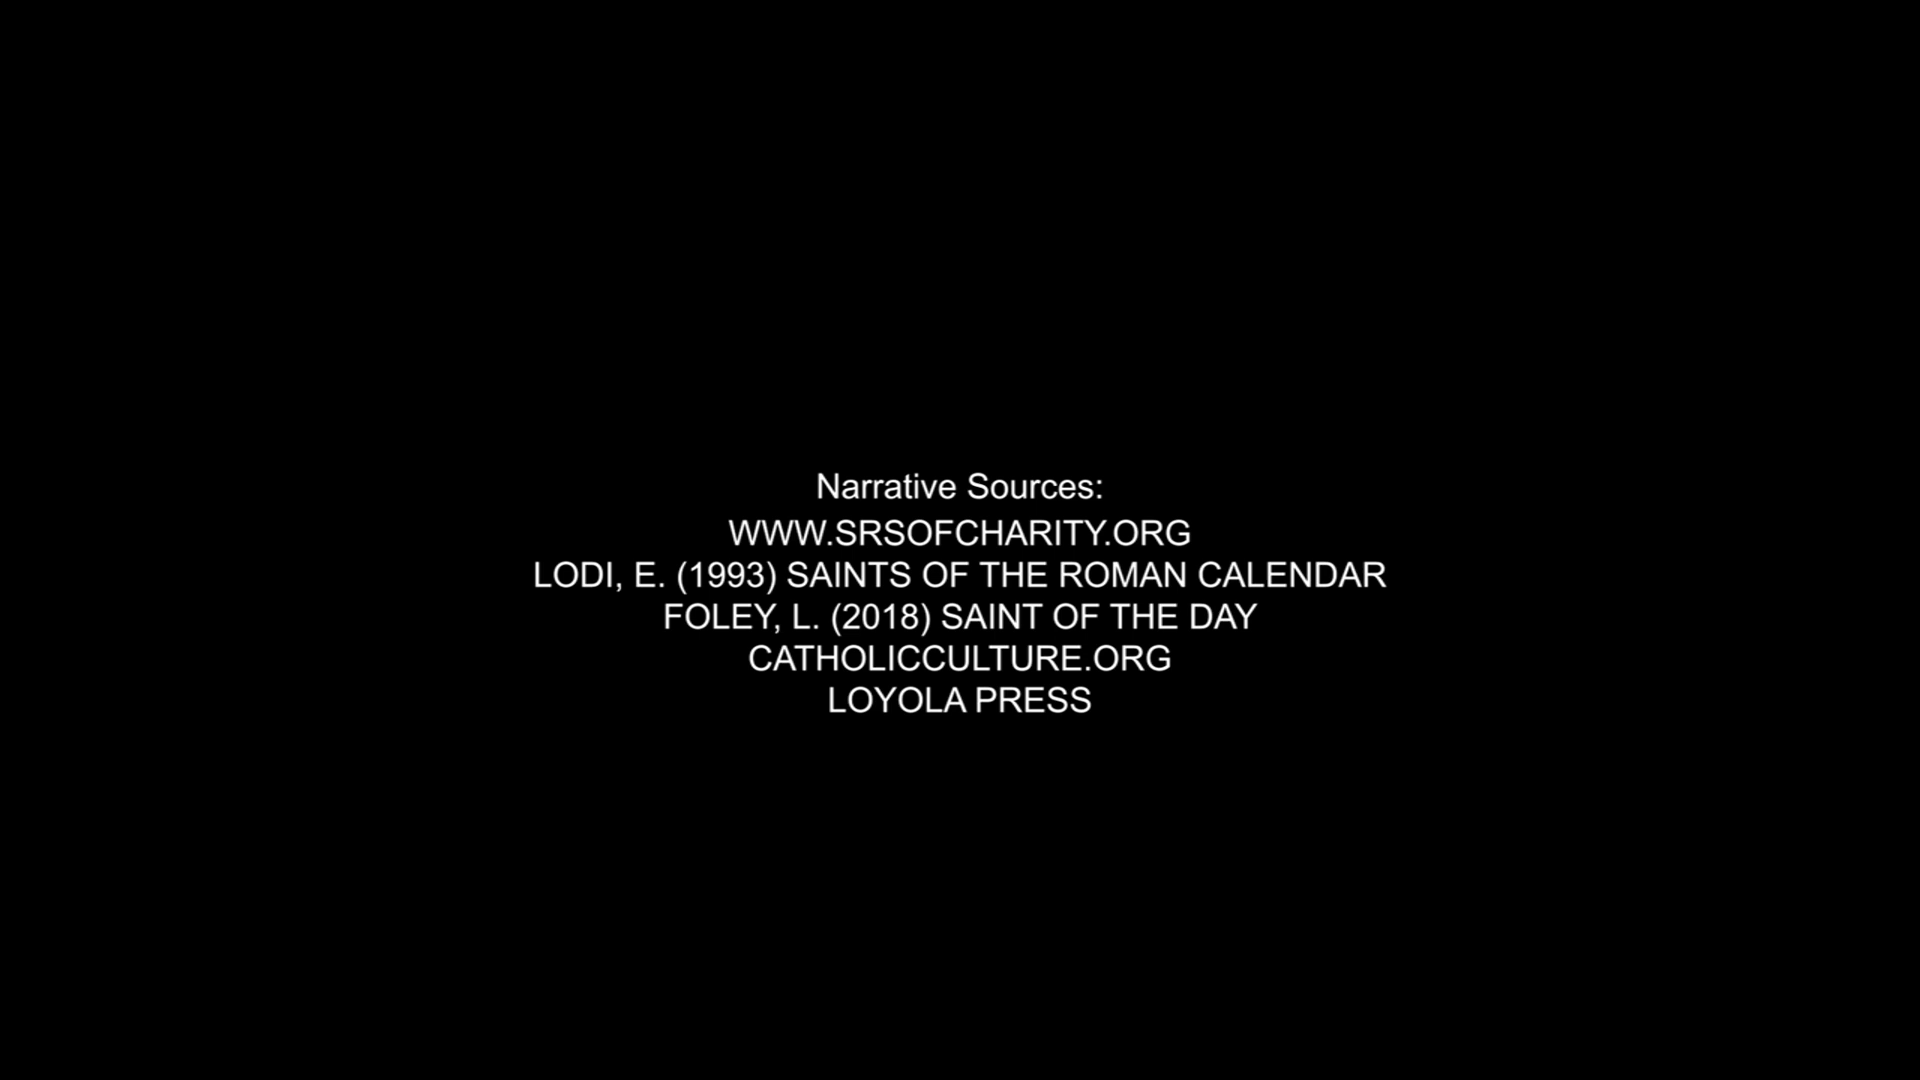 Narrative Sources:
WWW.SRSOFCHARITY.ORG
LODI, E. (1993) SAINTS OF THE ROMAN CALENDAR
FOLEY, L. (2018) SAINT OF THE DAY
CATHOLICCULTURE.ORG
LOYOLA PRESS